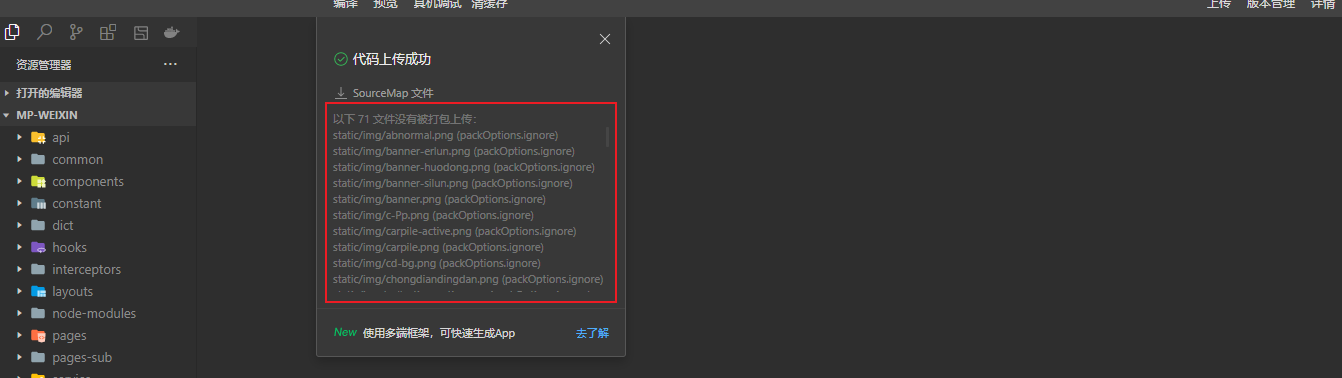 编译 预览 真机调试 清缓存
上传 版本管理 详情
资源管理器
打开的编辑器
MP-WEIXIN
api
common
components
constant
dict
hooks
interceptors
layouts
node-modules
pages
pages-sub
代码上传成功
SourceMap 文件
以下 71 文件没有被打包上传：
static/img/abnormal.png (packOptions.ignore)
static/img/banner-erlun.png (packOptions.ignore)
static/img/banner-huodong.png (packOptions.ignore)
static/img/banner-silun.png (packOptions.ignore)
static/img/banner.png (packOptions.ignore)
static/img/c-Pp.png (packOptions.ignore)
static/img/carpile-active.png (packOptions.ignore)
static/img/carpile.png (packOptions.ignore)
static/img/cd-bg.png (packOptions.ignore)
static/img/chongdiandingdan.png (packOptions.ignore)
New 使用多端框架，可快速生成App 去了解